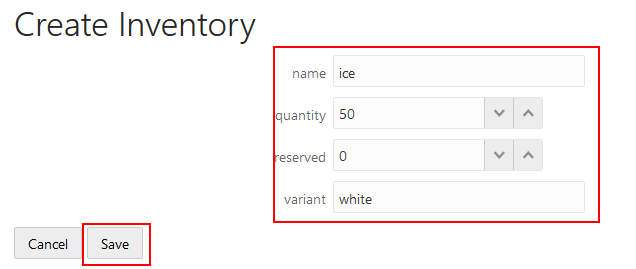 Create Inventory
name ice
quantity 50
reserved 0
variant white
Cancel Save